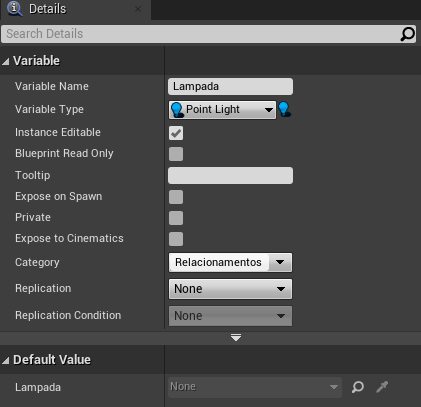 Details
Search Details
Variable
Variable Name Lampada
Variable Type Point Light
Instance Editable
Blueprint Read Only
Tooltip
Expose on Spawn
Private
Expose to Cinematics
Category Relacionamentos
Replication None
Replication Condition None
Default Value
Lampada None